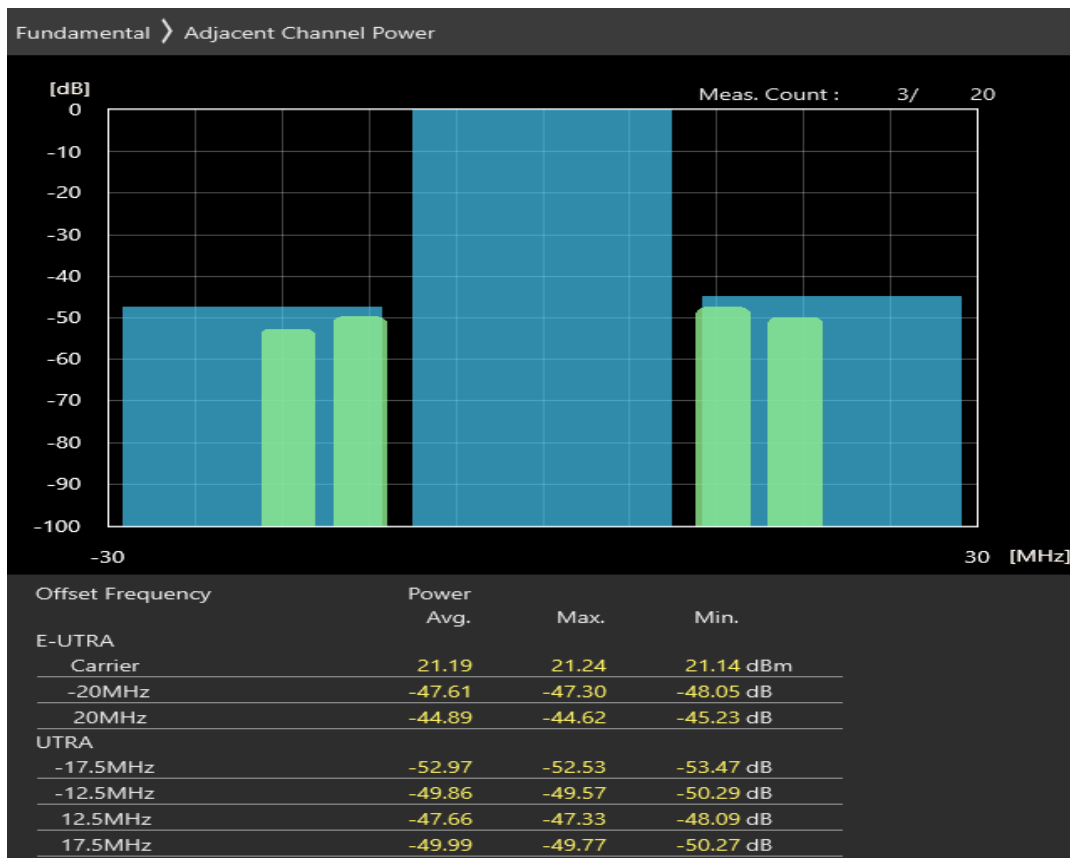 Fundamental 〉 Adjacent Channel Power
[dB]
Meas. Count : 3/ 20
0
-10
-20
-30
-40
-50
-60
-70
-80
-90
-100
-30 30 [MHz]
Offset Frequency Power
Avg. Max. Min.
E-UTRA
Carrier 21.19 21.24 21.14 dBm
-20MHz -47.61 -47.30 -48.05 dB
20MHz -44.89 -44.62 -45.23 dB
UTRA
-17.5MHz -52.97 -52.53 -53.47 dB
-12.5MHz -49.86 -49.57 -50.29 dB
12.5MHz -47.66 -47.33 -48.09 dB
17.5MHz -49.99 -49.77 -50.27 dB